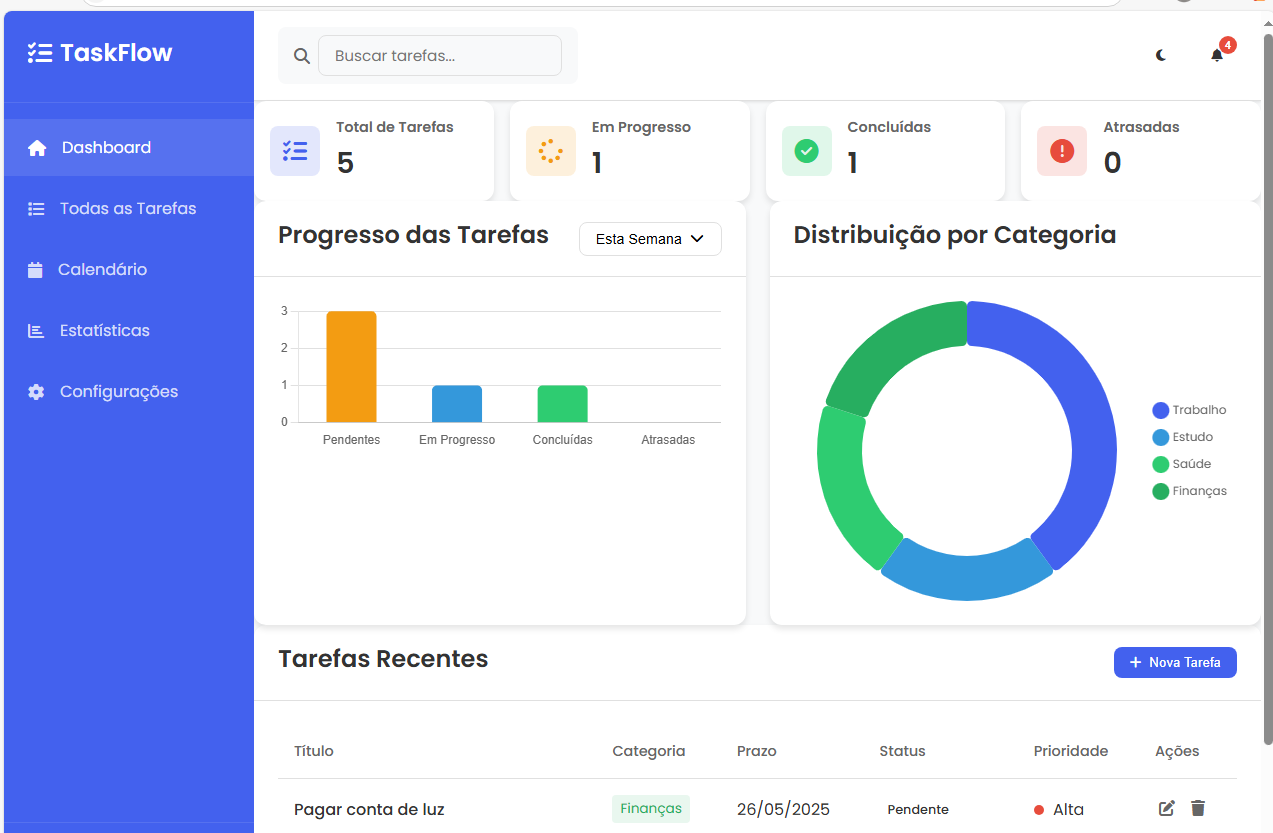 TaskFlow
Buscar tarefas...
4
Dashboard
Todas as Tarefas
Calendário
Estatísticas
Configurações
Total de Tarefas
5
Em Progresso
1
Concluídas
1
Atrasadas
0
Progresso das Tarefas
Esta Semana
3
2
1
0
Pendentes Em Progresso Concluídas Atrasadas
Distribuição por Categoria
Trabalho
Estudo
Saúde
Finanças
Tarefas Recentes
+ Nova Tarefa
Título Categoria Prazo Status Prioridade Ações
Pagar conta de luz Finanças 26/05/2025 Pendente Alta